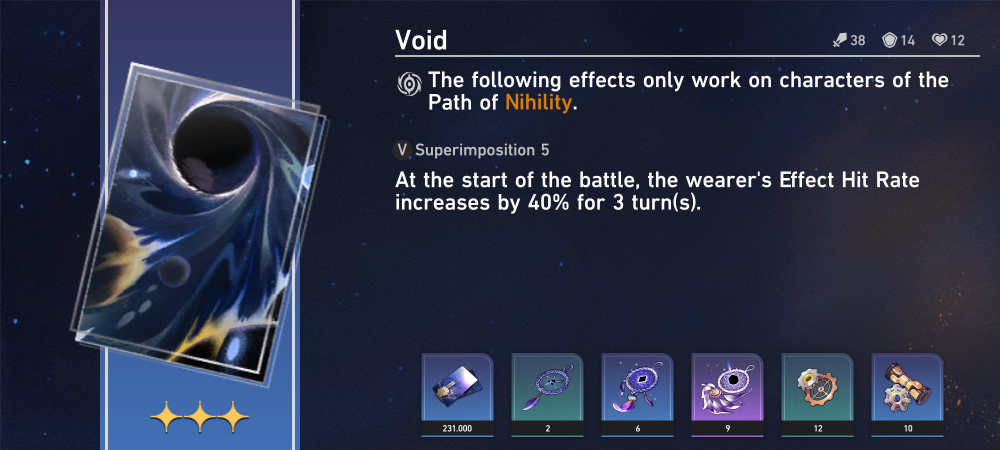 Void
38 14 12
The following effects only work on characters of the
Path of Nihility.
V Superimposition 5
At the start of the battle, the wearer's Effect Hit Rate
increases by 40% for 3 turn(s).
231.000 2 6 9 12 10